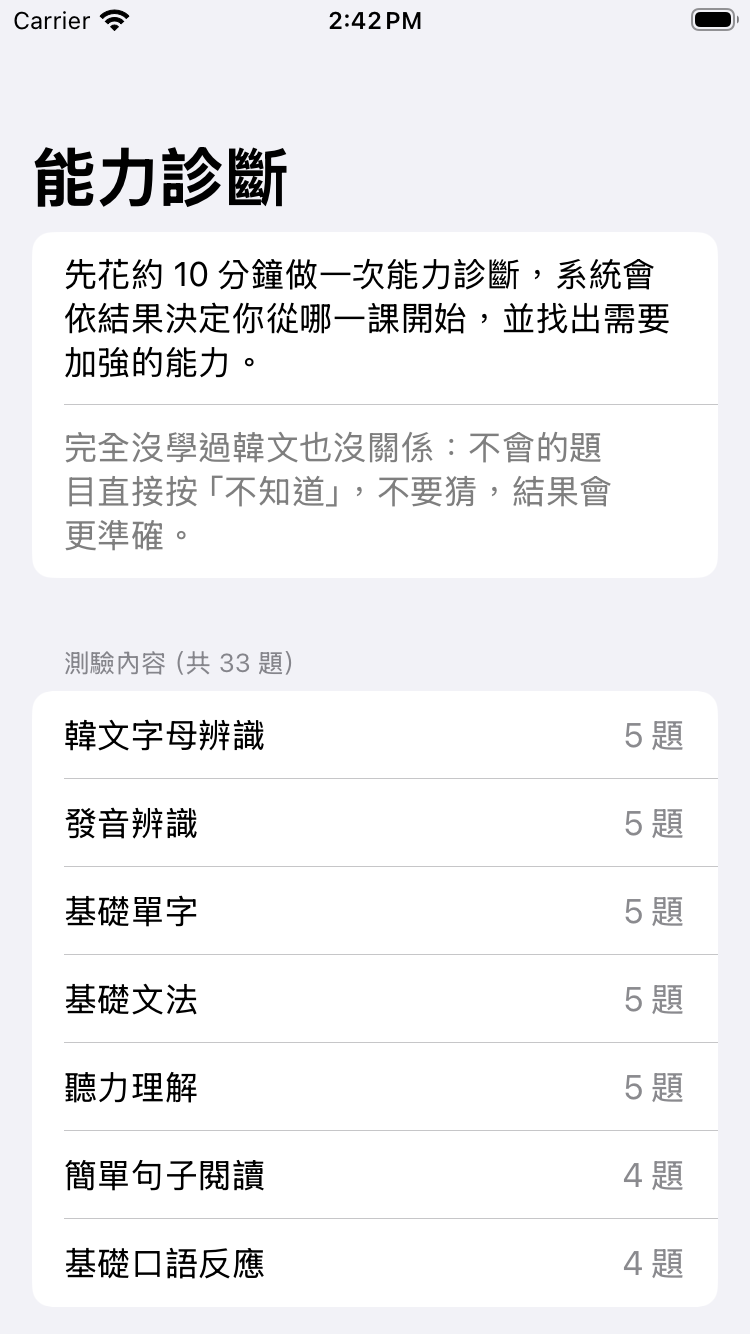 Carrier 2:42 PM
能力診斷
先花約 10 分鐘做一次能力診斷，系統會
依結果決定你從哪一課開始，並找出需要
加強的能力。
完全沒學過韓文也沒關係：不會的題
目直接按「不知道」，不要猜，結果會
更準確。
測驗內容 (共 33 題)
韓文字母辨識 5 題
發音辨識 5 題
基礎單字 5 題
基礎文法 5 題
聽力理解 5 題
簡單句子閱讀 4 題
基礎口語反應 4 題